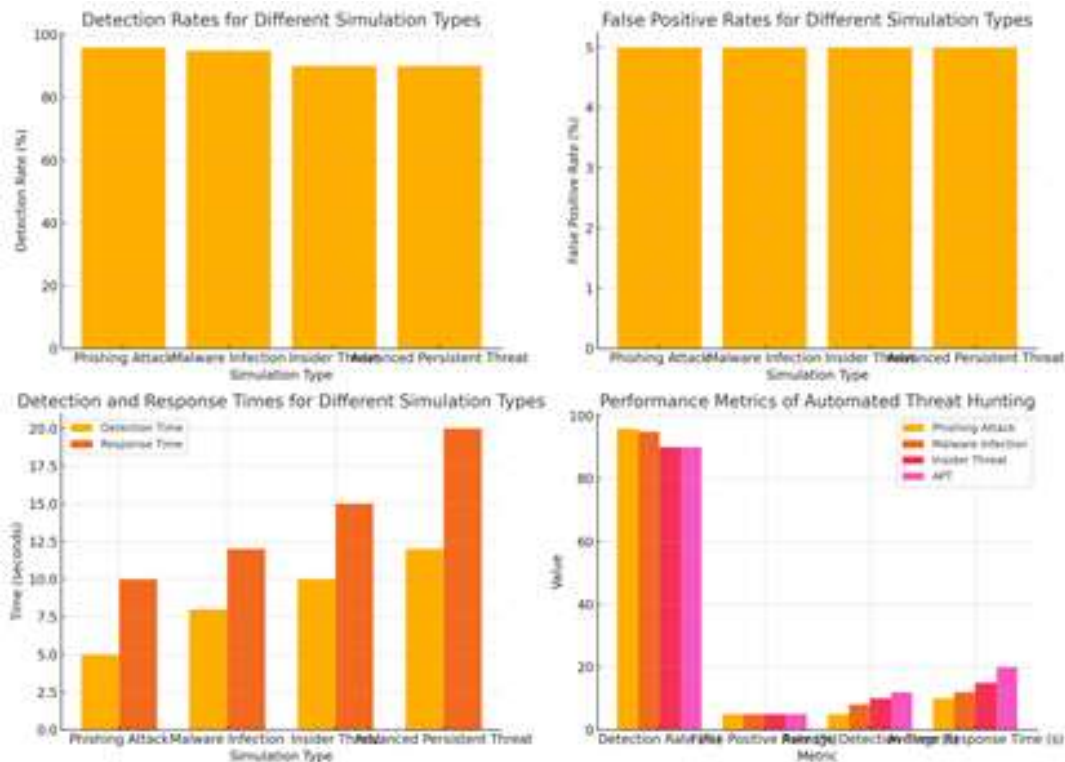 Detection Rates for Different Simulation Types
100
80
60
40
20
0
Detection Rate (%)
Phishing Attack Malware Infection Insider Threat Advanced Persistent Threat
Simulation Type
False Positive Rates for Different Simulation Types
5
4
3
2
1
0
False Positive Rate (%)
Phishing Attack Malware Infection Insider Threat Advanced Persistent Threat
Simulation Type
Detection and Response Times for Different Simulation Types
20.0
17.5
15.0
12.5
10.0
7.5
5.0
2.5
0.0
Time (seconds)
Detection Time
Response Time
Phishing Attack Malware Infection Insider Threat Advanced Persistent Threat
Simulation Type
Performance Metrics of Automated Threat Hunting
100
80
60
40
20
0
Value
Phishing Attack
Malware Infection
Insider Threat
APT
Detection Rate Positive Detection Response Time (s)
Metric